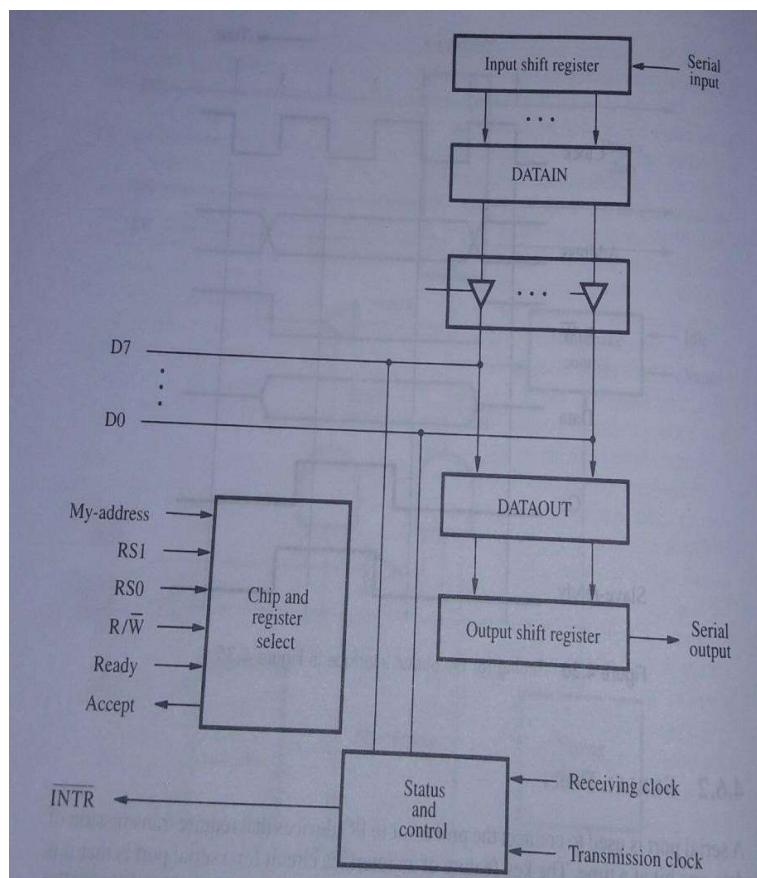 Input shift register
Serial
input
DATAIN
D7
D0
DATAOUT
My-address
RS1
RS0
R/W̅
Ready
Accept
Chip and
register
select
Output shift register
Serial
output
I̅N̅T̅R̅
Status
and
control
Receiving clock
Transmission clock